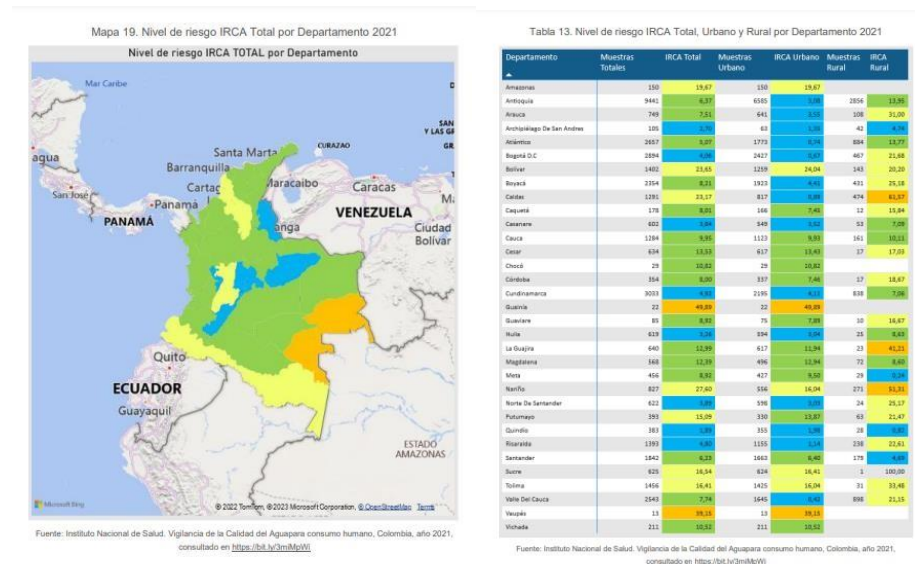 Mapa 19. Nivel de riesgo IRCA Total por Departamento 2021
Nivel de riesgo IRCA TOTAL por Departamento
Mar Caribe
SAN
Y LAS GR
GR
CURAZAO
Santa Marta
Barranquilla
Cartag
Maracaibo
Caracas
agua
San José
Panamá
PANAMÁ
anga
VENEZUELA
Ciudad
Bolívar
Quito
ECUADOR
Guayaquil
ESTADO
AMAZONAS
Microsoft Bing
© 2022 TomTom, © 2023 Microsoft Corporation, © OpenStreetMap Terms
Fuente: Instituto Nacional de Salud. Vigilancia de la Calidad del Aguapara consumo humano, Colombia, año 2021,
consultado en https://bit.ly/3miMpWi
Tabla 13. Nivel de riesgo IRCA Total, Urbano y Rural por Departamento 2021
Departamento Muestras Totales IRCA Total Muestras Urbano IRCA Urbano Muestras Rural IRCA Rural
Amazonas 150 19,67 150 19,67
Antioquia 9441 6,37 6585 2856 13,95
Arauca 749 7,51 641 108 31,00
Archipiélago De San Andres 105 63 42
Atlántico 2657 5,07 1773 884 13,77
Bogotá D.C 2894 2427 467 21,68
Bolívar 1402 23,65 1259 24,04 143 20,20
Boyacá 2354 8,21 1923 431 25,18
Caldas 1291 23,17 817 474 61,57
Caquetá 178 8,01 166 7,45 12 15,84
Casanare 602 549 53 7,09
Cauca 1284 9,95 1123 9,93 161 10,11
Cesar 634 13,53 617 13,43 17 17,03
Chocó 29 10,82 29 10,82
Córdoba 354 8,00 337 7,46 17 18,67
Cundinamarca 3033 2195 838 7,06
Guainía 22 49,89 22 49,89
Guaviare 85 8,92 75 7,89 10 16,67
Huila 619 594 25 8,63
La Guajira 640 12,99 617 11,94 23 41,21
Magdalena 568 12,39 496 12,94 72 8,60
Meta 456 8,92 427 9,50 29
Nariño 827 27,60 556 16,04 271 51,31
Norte De Santander 622 598 24 25,17
Putumayo 393 15,09 330 13,87 63 21,47
Quindío 383 355 28
Risaralda 1393 1155 238 22,61
Santander 1842 6,23 1663 6,40 179
Sucre 625 16,54 624 16,41 1 100,00
Tolima 1456 16,41 1425 16,04 31 33,48
Valle Del Cauca 2543 7,74 1645 898 21,15
Vaupés 13 39,15 13 39,15
Vichada 211 10,52 211 10,52
Fuente: Instituto Nacional de Salud. Vigilancia de la Calidad del Aguapara consumo humano, Colombia, año 2021,
consultado en https://bit.ly/3miMpWi